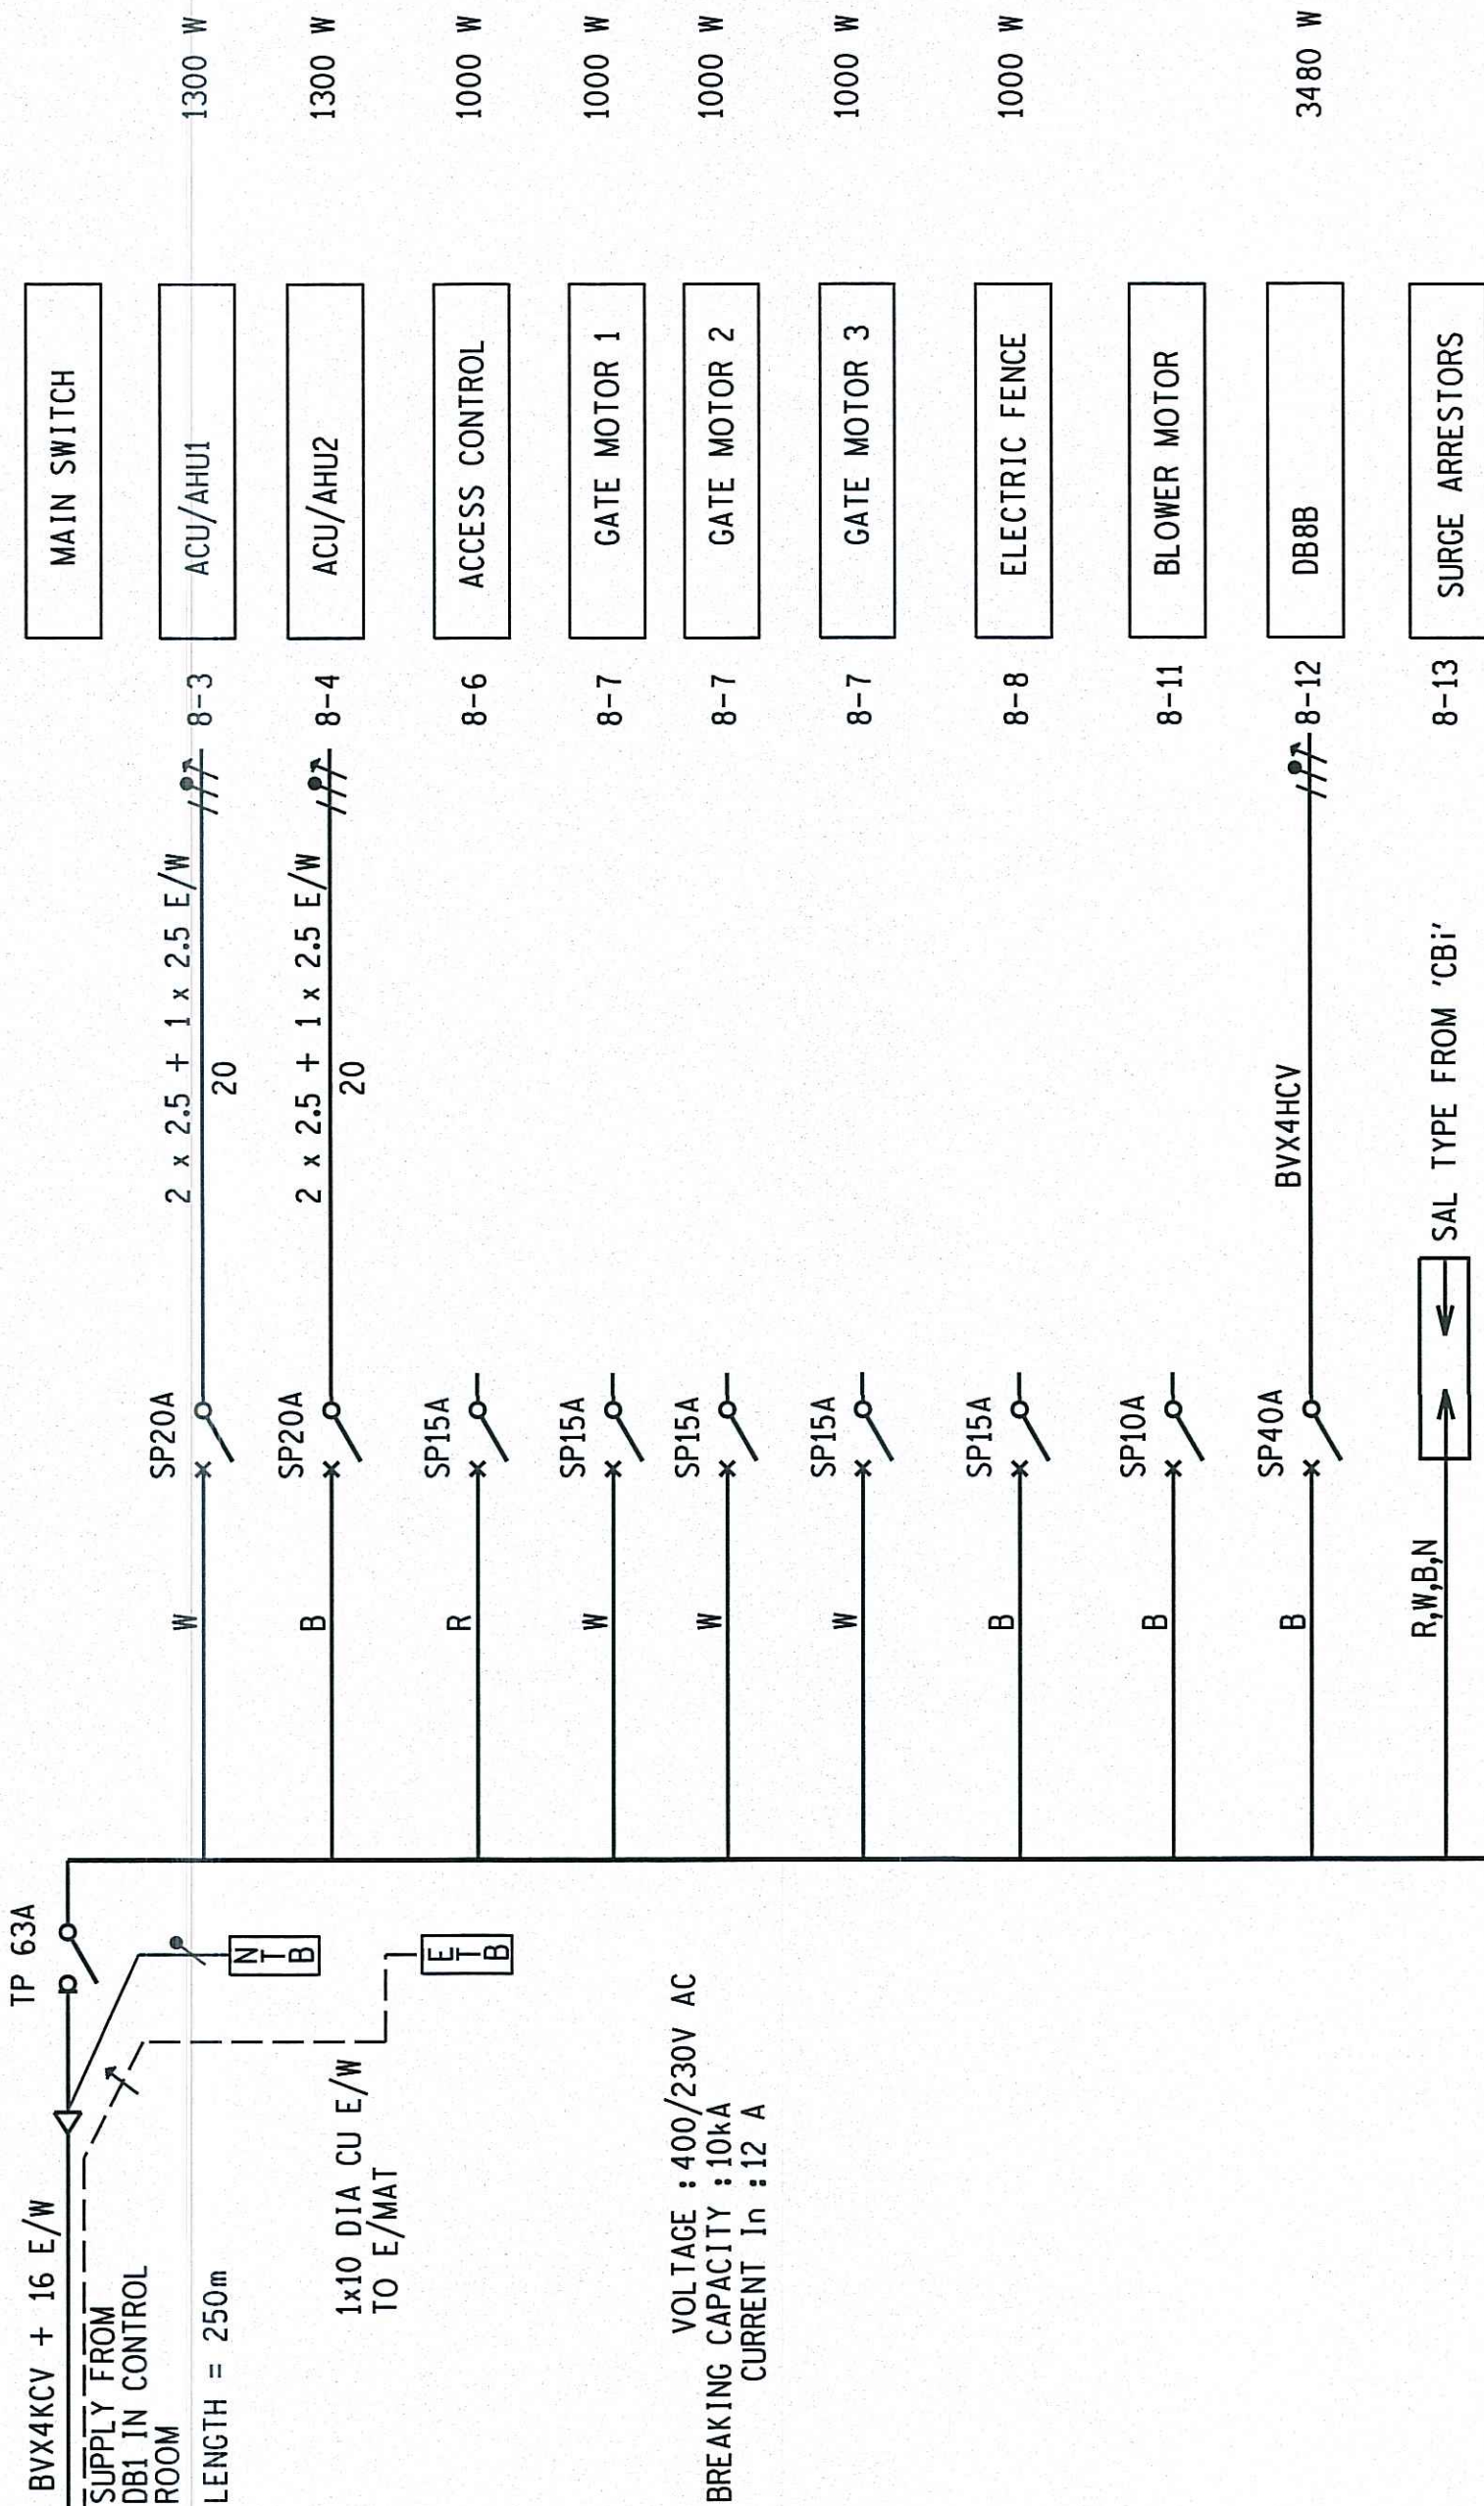 BVX4KCV + 16 E/W
SUPPLY FROM
DB1 IN CONTROL
ROOM
LENGTH = 250m
TP 63A
NTB
ETB
1x10 DIA CU E/W
TO E/MAT
VOLTAGE :400/230V AC
BREAKING CAPACITY :10kA
CURRENT In :12 A
MAIN SWITCH
W SP20A 2 x 2.5 + 1 x 2.5 E/W 20 8-3 ACU/AHU1 1300 W
B SP20A 2 x 2.5 + 1 x 2.5 E/W 20 8-4 ACU/AHU2 1300 W
R SP15A 8-6 ACCESS CONTROL 1000 W
W SP15A 8-7 GATE MOTOR 1 1000 W
W SP15A 8-7 GATE MOTOR 2 1000 W
W SP15A 8-7 GATE MOTOR 3 1000 W
B SP15A 8-8 ELECTRIC FENCE 1000 W
B SP10A 8-11 BLOWER MOTOR
B SP40A BVX4HCV 8-12 DB8B 3480 W
R,W,B,N SAL TYPE FROM 'CBi' 8-13 SURGE ARRESTORS